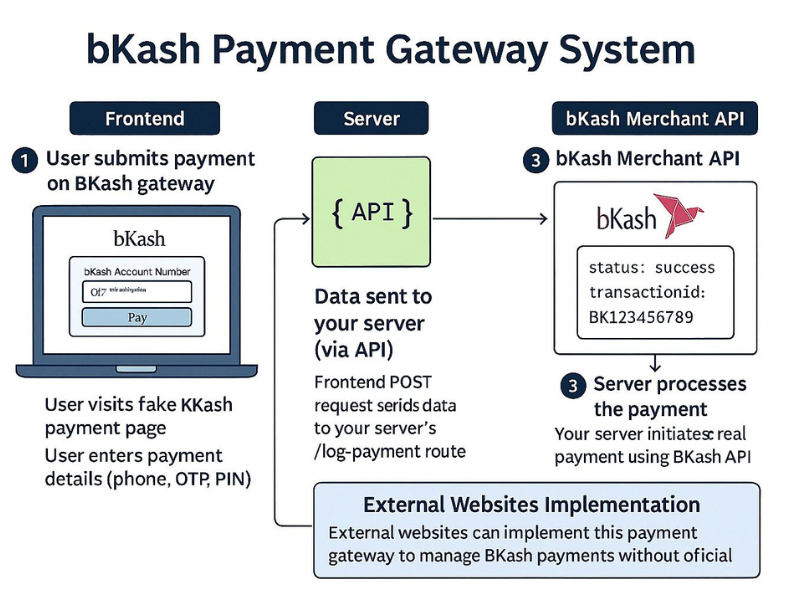 bKash Payment Gateway System
Frontend
1 User submits payment
on BKash gateway
bKash
bKash Account Number
Pay
User visits fake KKash
payment page
User enters payment
details (phone, OTP, PIN)
Server
{ API }
Data sent to
your server
(via API)
Frontend POST
request serids data
to your server's
/log-payment route
bKash Merchant API
3 bKash Merchant API
bKash
status: success
transactionid:
BK123456789
3 Server processes
the payment
Your server initiates real
payment using BKash API
External Websites Implementation
External websites can implement this payment
gateway to manage BKash payments without oficial